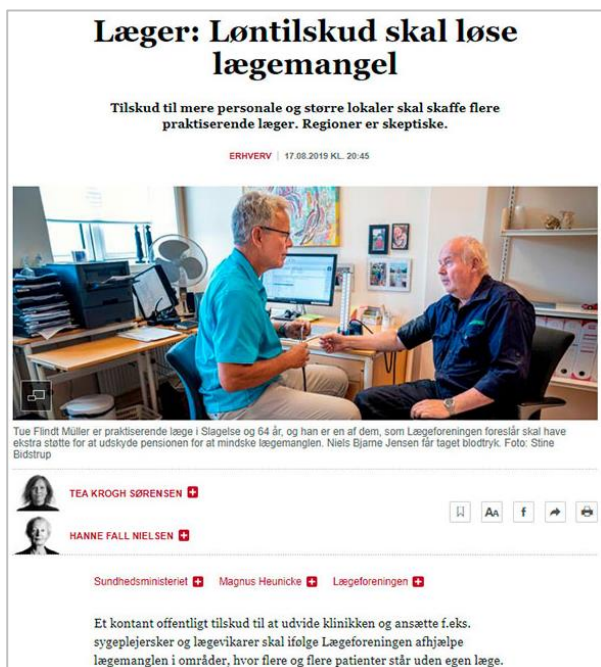 Læger: Løntilskud skal løse
lægemangel
Tilskud til mere personale og større lokaler skal skaffe flere
praktiserende læger. Regioner er skeptiske.
ERHVERV | 17.08.2019 KL. 20:45
Tue Flindt Müller er praktiserende læge i Slagelse og 64 år, og han er en af dem, som Lægeforeningen foreslår skal have
ekstra støtte for at udskyde pensionen for at mindske lægemanglen. Niels Bjarne Jensen får taget blodtryk. Foto: Stine
Bidstrup
TEA KROGH SØRENSEN +
AA f
HANNE FALL NIELSEN +
Sundhedsministeriet + Magnus Heunicke + Lægeforeningen +
Et kontant offentligt tilskud til at udvide klinikken og ansætte f.eks.
sygeplejersker og lægevikarer skal ifølge Lægeforeningen afhjælpe
lægemanglen i områder, hvor flere og flere patienter står uden egen læge.